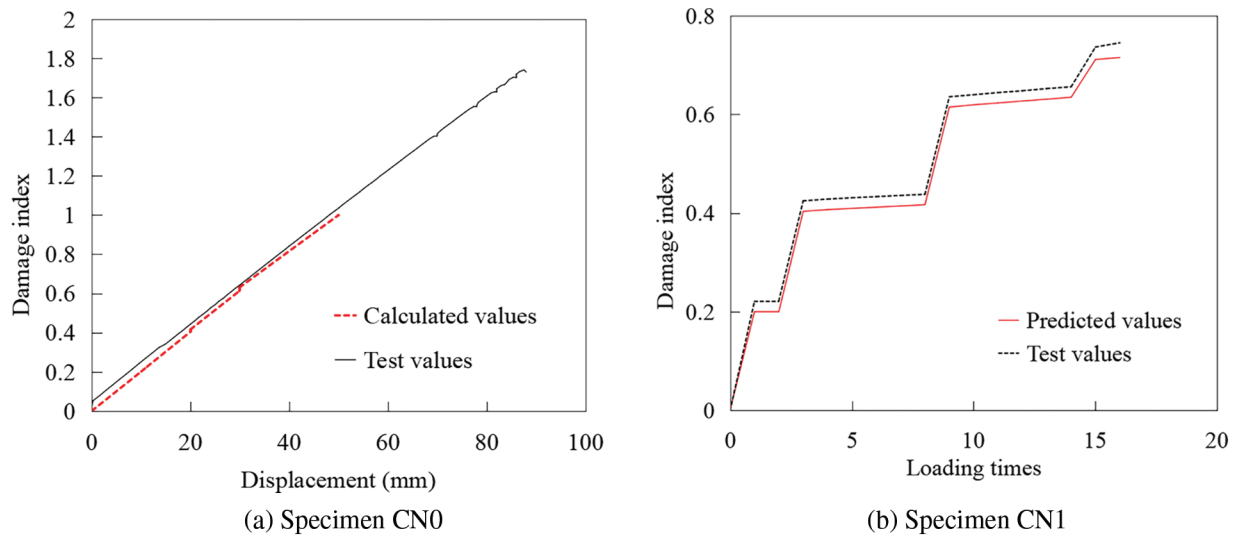 2
1.8
1.6
1.4
1.2
1
0.8
0.6
0.4
0.2
0
0 20 40 60 80 100
Damage index
Displacement (mm)
Calculated values
Test values
(a) Specimen CN0
0.8
0.6
0.4
0.2
0
0 5 10 15 20
Damage index
Loading times
Predicted values
Test values
(b) Specimen CN1